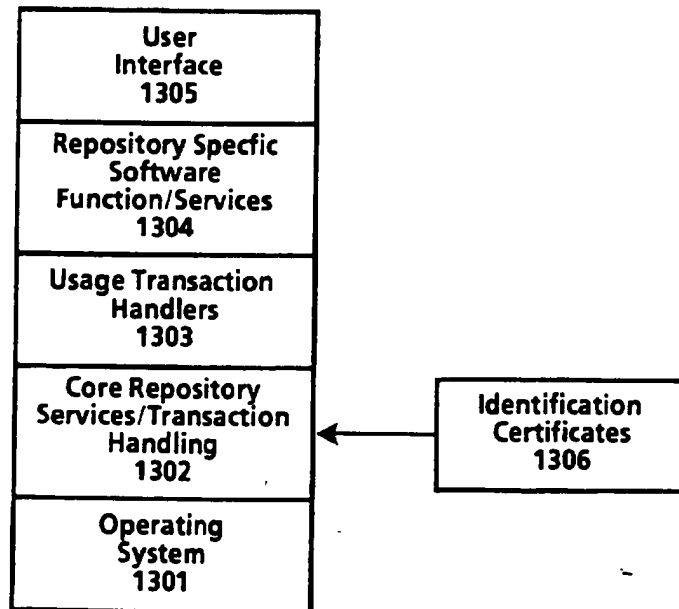 User
Interface
1305
Repository Specfic
Software
Function/Services
1304
Usage Transaction
Handlers
1303
Core Repository
Services/Transaction
Handling
1302
Identification
Certificates
1306
Operating
System
1301